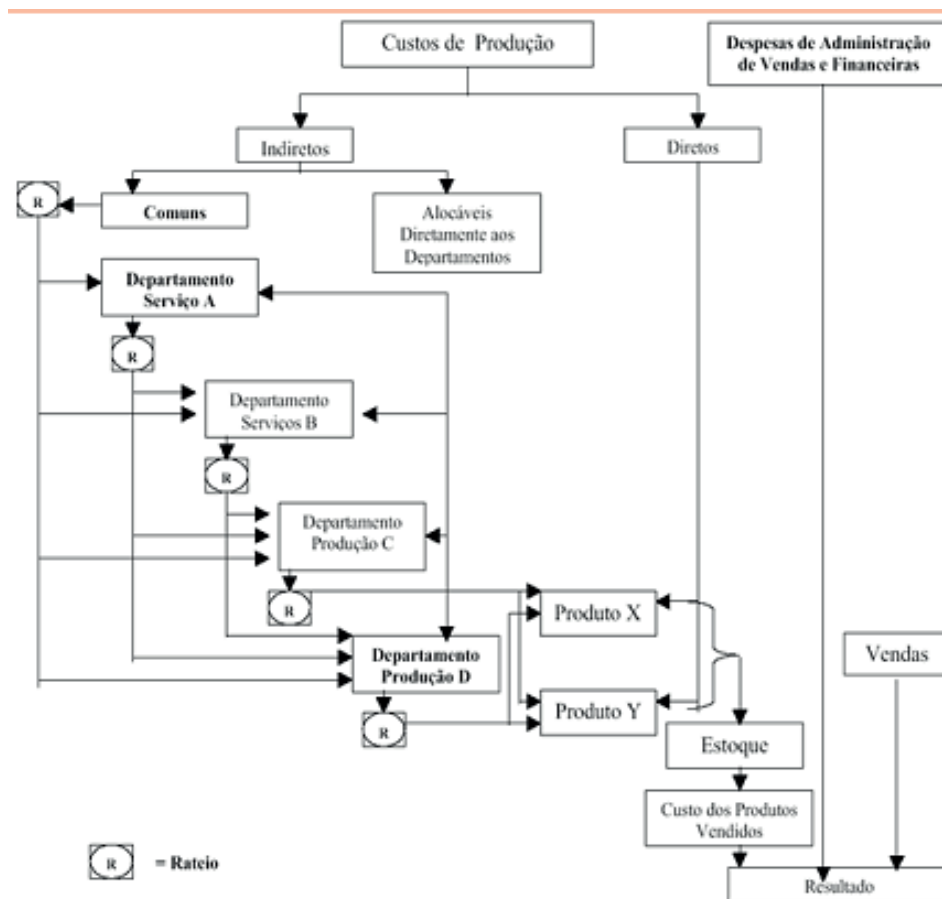 Custos de Produção
Despesas de Administração
de Vendas e Financeiras
Indiretos
Diretos
R
Comuns
Alocáveis
Diretamente aos
Departamentos
Departamento
Serviço A
R
Departamento
Serviços B
R
Departamento
Produção C
R
Produto X
Departamento
Produção D
Vendas
Produto Y
R
Estoque
Custo dos Produtos
Vendidos
R = Rateio
Resultado